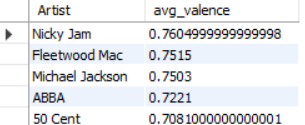 Artist avg_valence
Nicky Jam 0.7604999999999998
Fleetwood Mac 0.7515
Michael Jackson 0.7503
ABBA 0.7221
50 Cent 0.7081000000000001